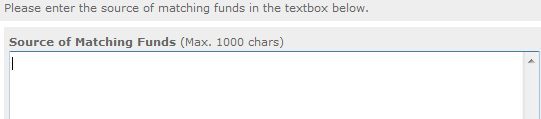 Please enter the source of matching funds in the textbox below.
Source of Matching Funds (Max. 1000 chars)